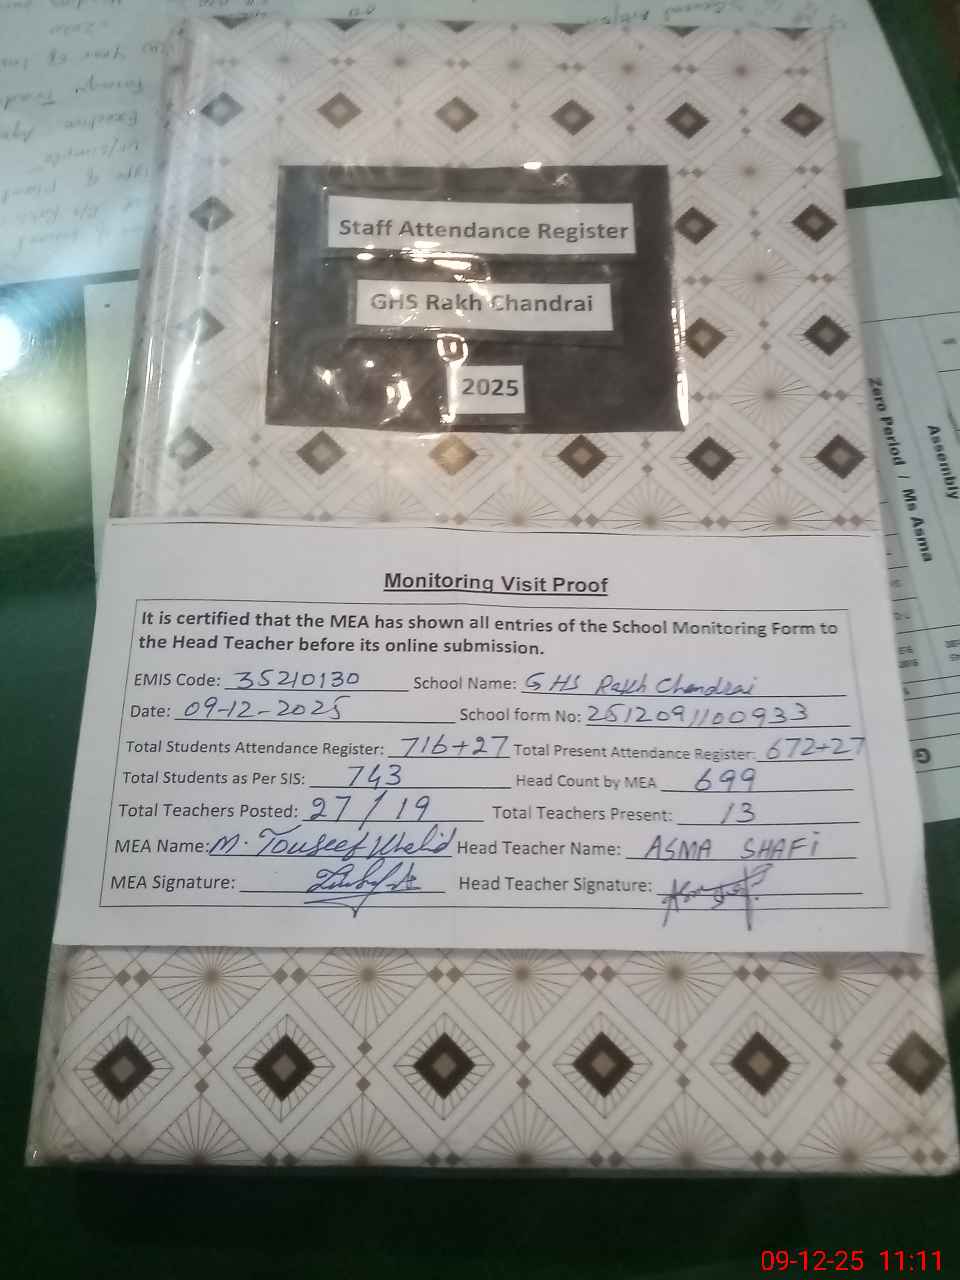 Staff Attendance Register
GHS Rakh Chandrai
2025
Assembly
Zero Period / Ms Asma
Monitoring Visit Proof
It is certified that the MEA has shown all entries of the School Monitoring Form to
the Head Teacher before its online submission.
EMIS Code: 35210130 School Name: GHS Rakh Chandrai
Date: 09-12-2025 School form No: 2512091100933
Total Students Attendance Register: 716+27 Total Present Attendance Register: 672+27
Total Students as Per SIS: 743 Head Count by MEA 699
Total Teachers Posted: 27/19 Total Teachers Present: 13
MEA Name: M. Touseef Khalid Head Teacher Name: ASMA SHAFi
MEA Signature: Head Teacher Signature:
09-12-25 11:11